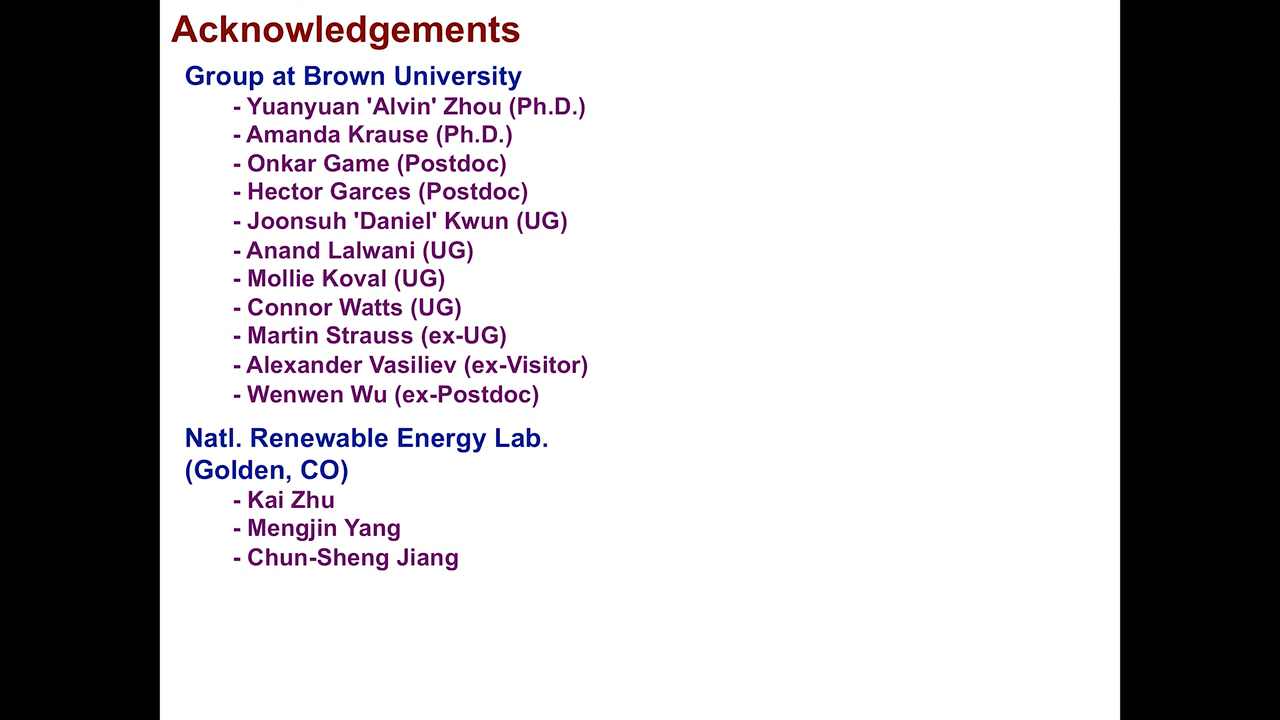 Acknowledgements
Group at Brown University
- Yuanyuan 'Alvin' Zhou (Ph.D.)
- Amanda Krause (Ph.D.)
- Onkar Game (Postdoc)
- Hector Garces (Postdoc)
- Joonsuh 'Daniel' Kwun (UG)
- Anand Lalwani (UG)
- Mollie Koval (UG)
- Connor Watts (UG)
- Martin Strauss (ex-UG)
- Alexander Vasiliev (ex-Visitor)
- Wenwen Wu (ex-Postdoc)
Natl. Renewable Energy Lab.
(Golden, CO)
- Kai Zhu
- Mengjin Yang
- Chun-Sheng Jiang